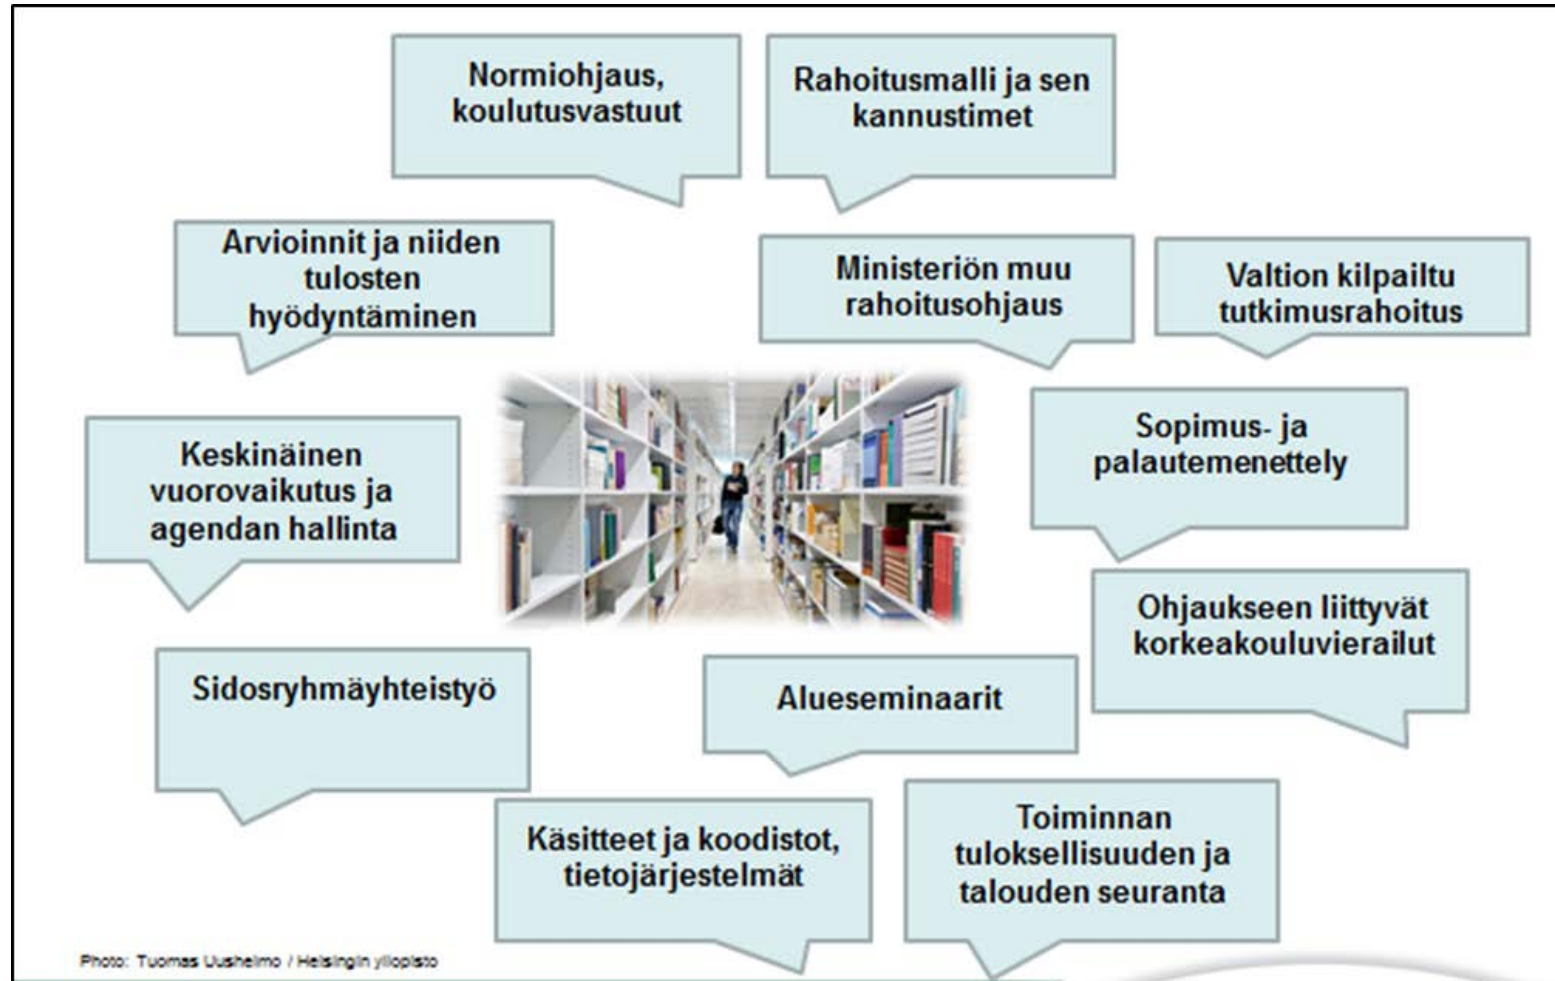 Normiohjaus,
koulutusvastuut
Rahoitusmalli ja sen
kannustimet
Arvioinnit ja niiden
tulosten
hyödyntäminen
Ministeriön muu
rahoitusohjaus
Valtion kilpailtu
tutkimusrahoitus
Keskinäinen
vuorovaikutus ja
agendan hallinta
Sopimus- ja
palautemenettely
Ohjaukseen liittyvät
korkeakouluvierailut
Sidosryhmäyhteistyö
Alueseminaarit
Käsitteet ja koodistot,
tietojärjestelmät
Toiminnan
tuloksellisuuden ja
talouden seuranta
Photo: Tuomas Uusheimo / Helsingin yliopisto